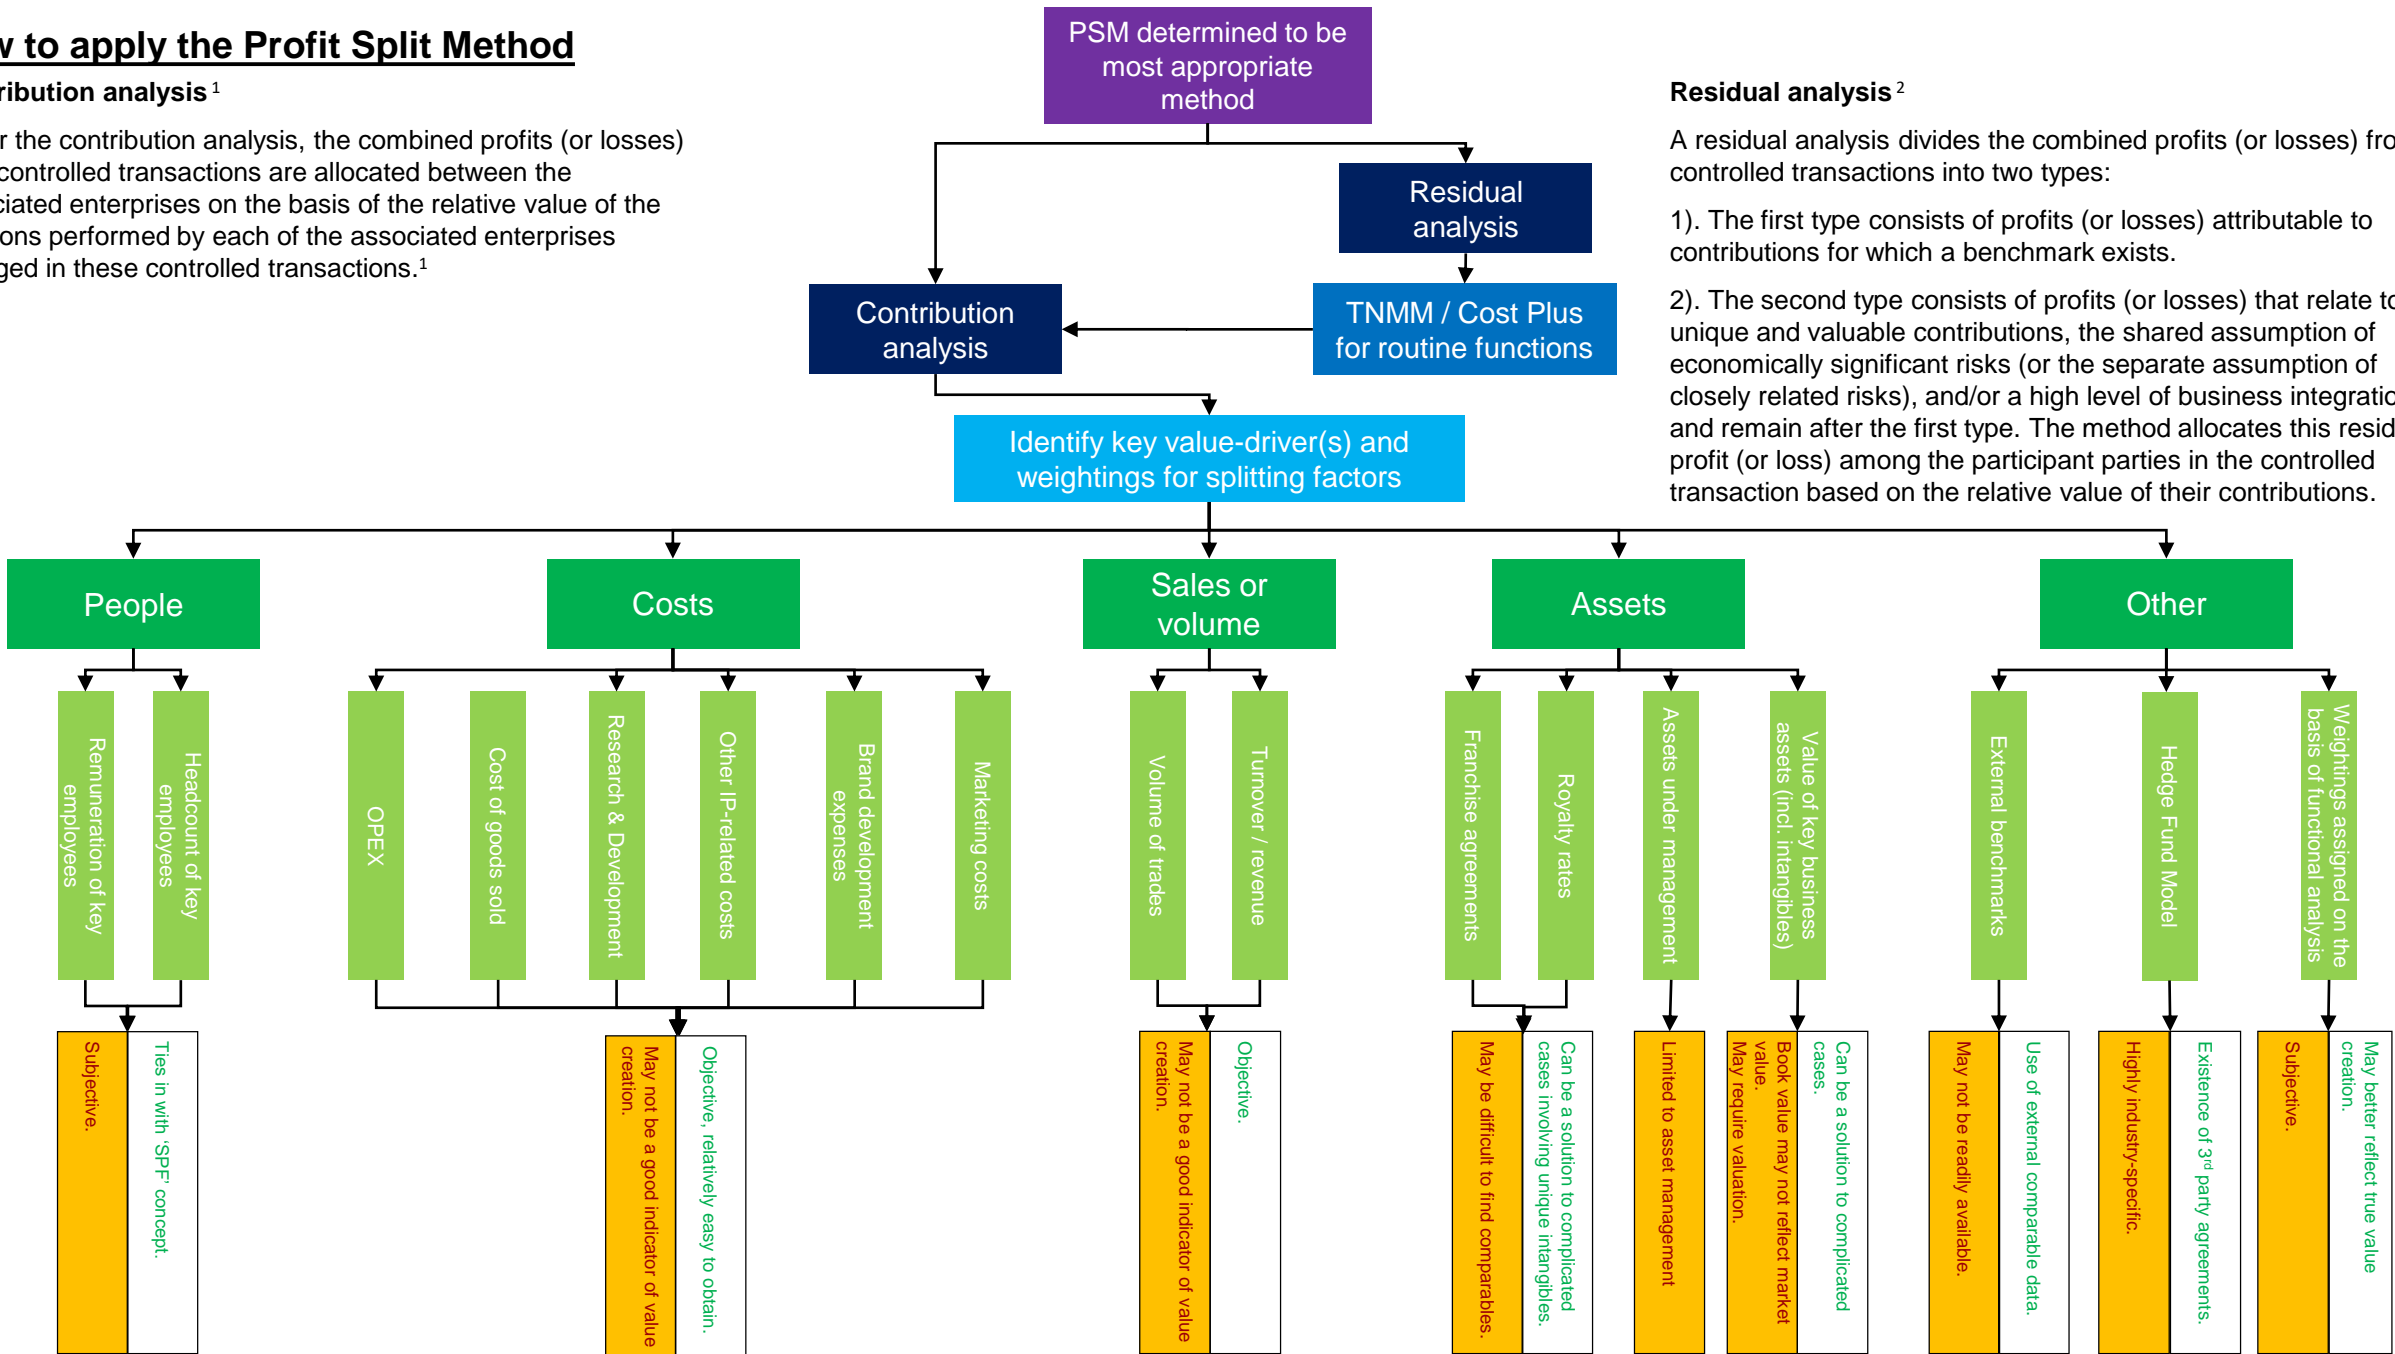 w to apply the Profit Split Method
ribution analysis 1
r the contribution analysis, the combined profits (or losses)
controlled transactions are allocated between the
ciated enterprises on the basis of the relative value of the
ons performed by each of the associated enterprises
ged in these controlled transactions.1
PSM determined to be
most appropriate
method
Residual
analysis
Contribution
analysis
TNMM / Cost Plus
for routine functions
Identify key value-driver(s) and
weightings for splitting factors
Residual analysis 2
A residual analysis divides the combined profits (or losses) fro
controlled transactions into two types:
1). The first type consists of profits (or losses) attributable to
contributions for which a benchmark exists.
2). The second type consists of profits (or losses) that relate to
unique and valuable contributions, the shared assumption of
economically significant risks (or the separate assumption of
closely related risks), and/or a high level of business integratio
and remain after the first type. The method allocates this resid
profit (or loss) among the participant parties in the controlled
transaction based on the relative value of their contributions.
People
Costs
Sales or
volume
Assets
Other
Remuneration of key
employees
Headcount of key
employees
OPEX
Cost of goods sold
Research & Development
Other IP-related costs
Brand development
expenses
Marketing costs
Volume of trades
Turnover / revenue
Franchise agreements
Royalty rates
Assets under management
Value of key business
assets (incl. intangibles)
External benchmarks
Hedge Fund Model
Weightings assigned on the
basis of functional analysis
Subjective.
Ties in with ‘SPF’ concept.
May not be a good indicator of value
creation.
Objective, relatively easy to obtain.
May not be a good indicator of value
creation.
Objective.
May be difficult to find comparables.
Can be a solution to complicated
cases involving unique intangibles.
Limited to asset management
Book value may not reflect market
value.
May require valuation.
Can be a solution to complicated
cases.
May not be readily available.
Use of external comparable data.
Highly industry-specific.
Existence of 3rd party agreements.
Subjective.
May better reflect true value
creation.